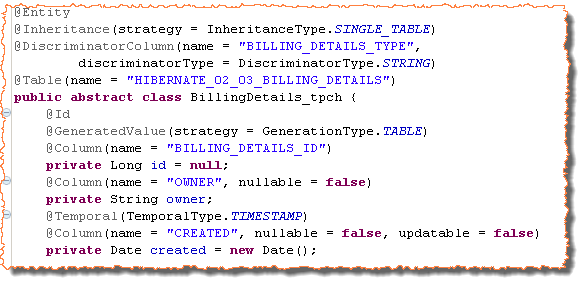 @Entity
@Inheritance(strategy = InheritanceType.SINGLE_TABLE)
@DiscriminatorColumn(name = "BILLING_DETAILS_TYPE",
discriminatorType = DiscriminatorType.STRING)
@Table(name = "HIBERNATE_02_03_BILLING_DETAILS")
public abstract class BillingDetails_tpch {
@Id
@GeneratedValue(strategy = GenerationType.TABLE)
@Column(name = "BILLING_DETAILS_ID")
private Long id = null;
@Column(name = "OWNER", nullable = false)
private String owner;
@Temporal(TemporalType.TIMESTAMP)
@Column(name = "CREATED", nullable = false, updatable = false)
private Date created = new Date();